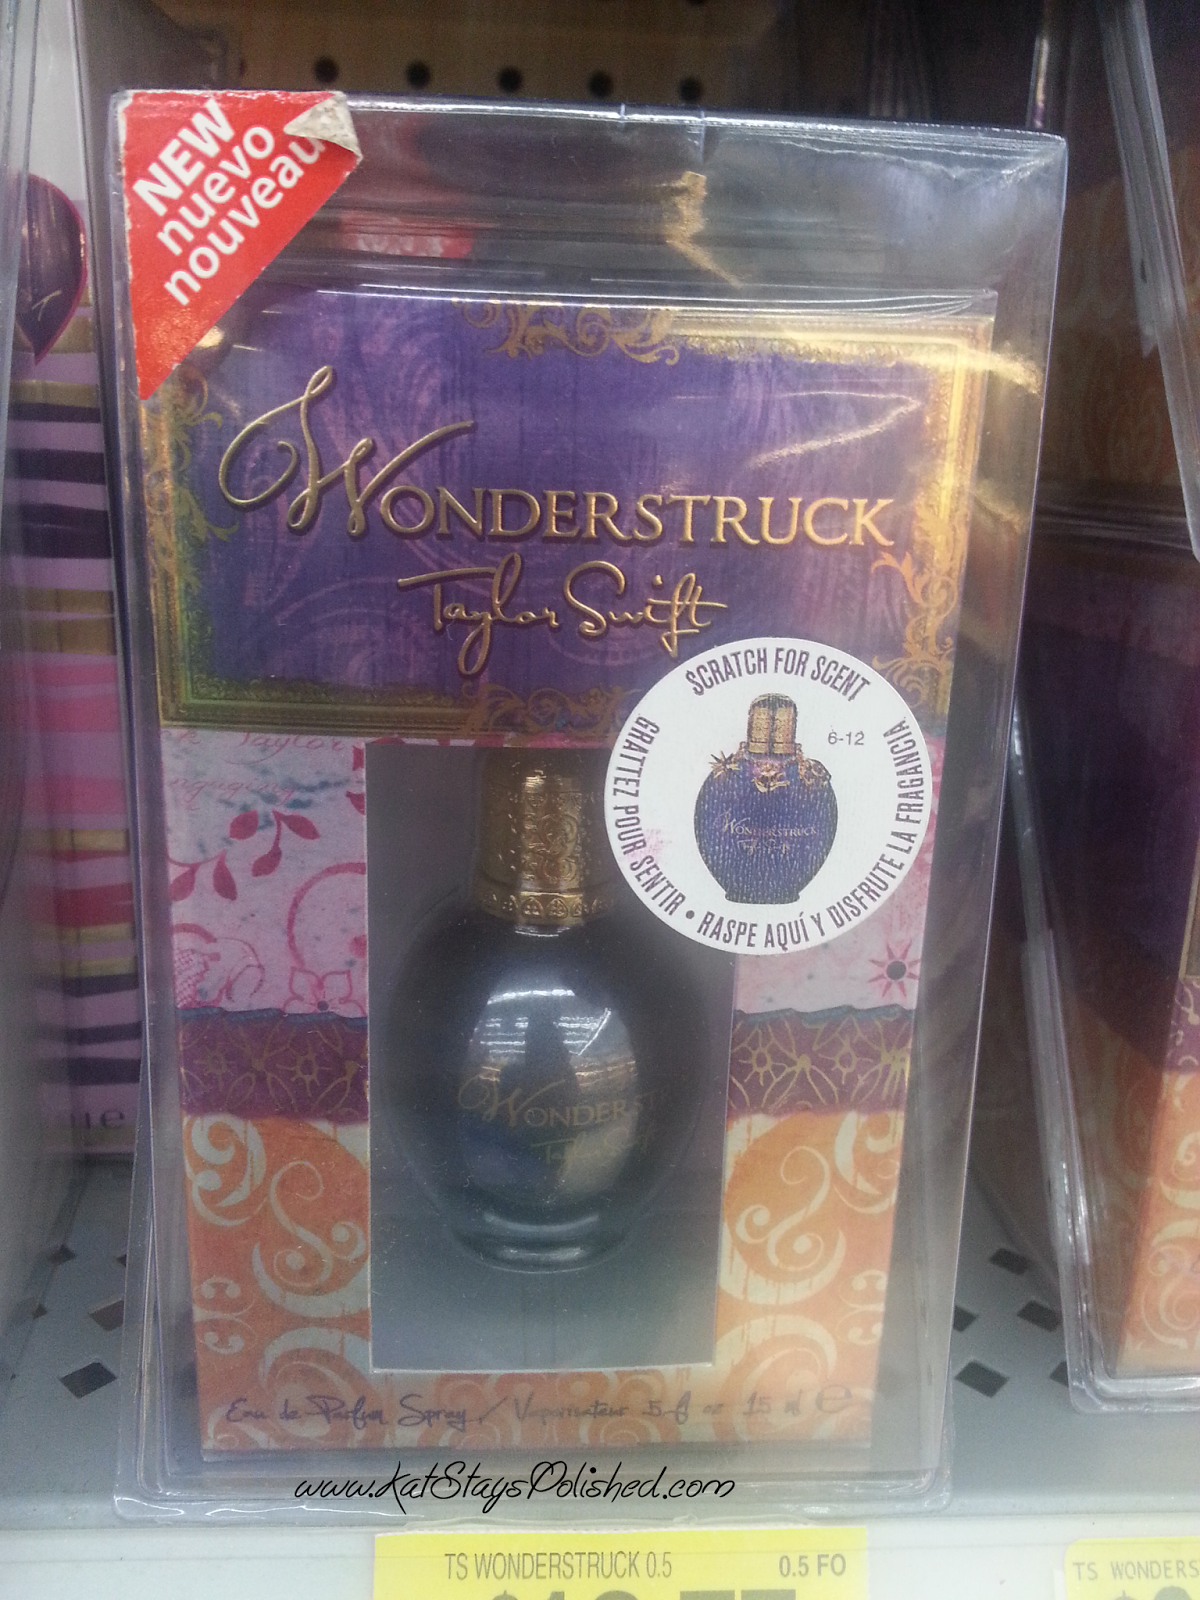 NEW
nuevo
nouveau
WONDERSTRUCK
Taylor Swift
SCRATCH FOR SCENT
6-12
WONDERSTRUCK
Taylor Swift
GRATTEZ POUR SENTIR • RASPE AQUÍ Y DISFRUTE LA FRAGANCIA
Taylor
WONDERST
Taylor Swift
Eau de Parfum Spray / Vaporisateur .5 fl oz 15 ml e
www.KatStaysPolished.com
TS WONDERSTRUCK 0.5 0.5 FO
TS WONDERS